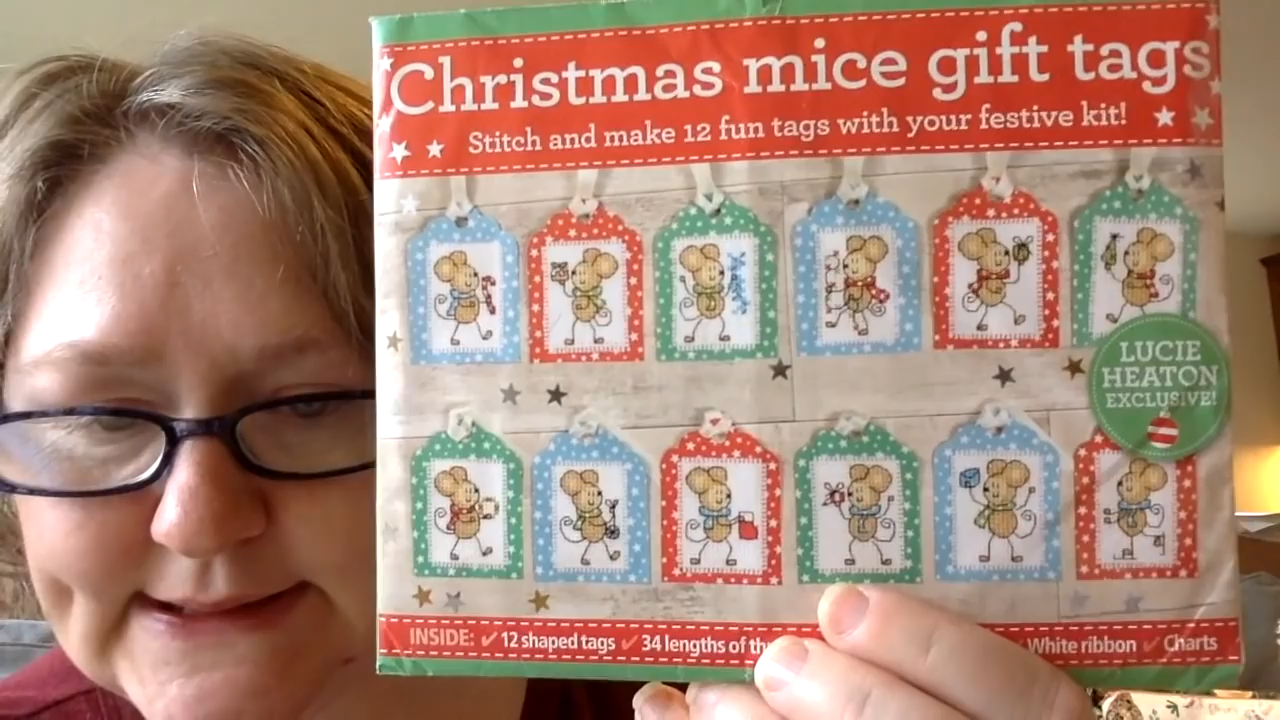 Christmas mice gift tags
Stitch and make 12 fun tags with your festive kit!
LUCIE
HEATON
EXCLUSIVE!
INSIDE: ✓ 12 shaped tags ✓ 34 lengths of White ribbon ✓ Charts